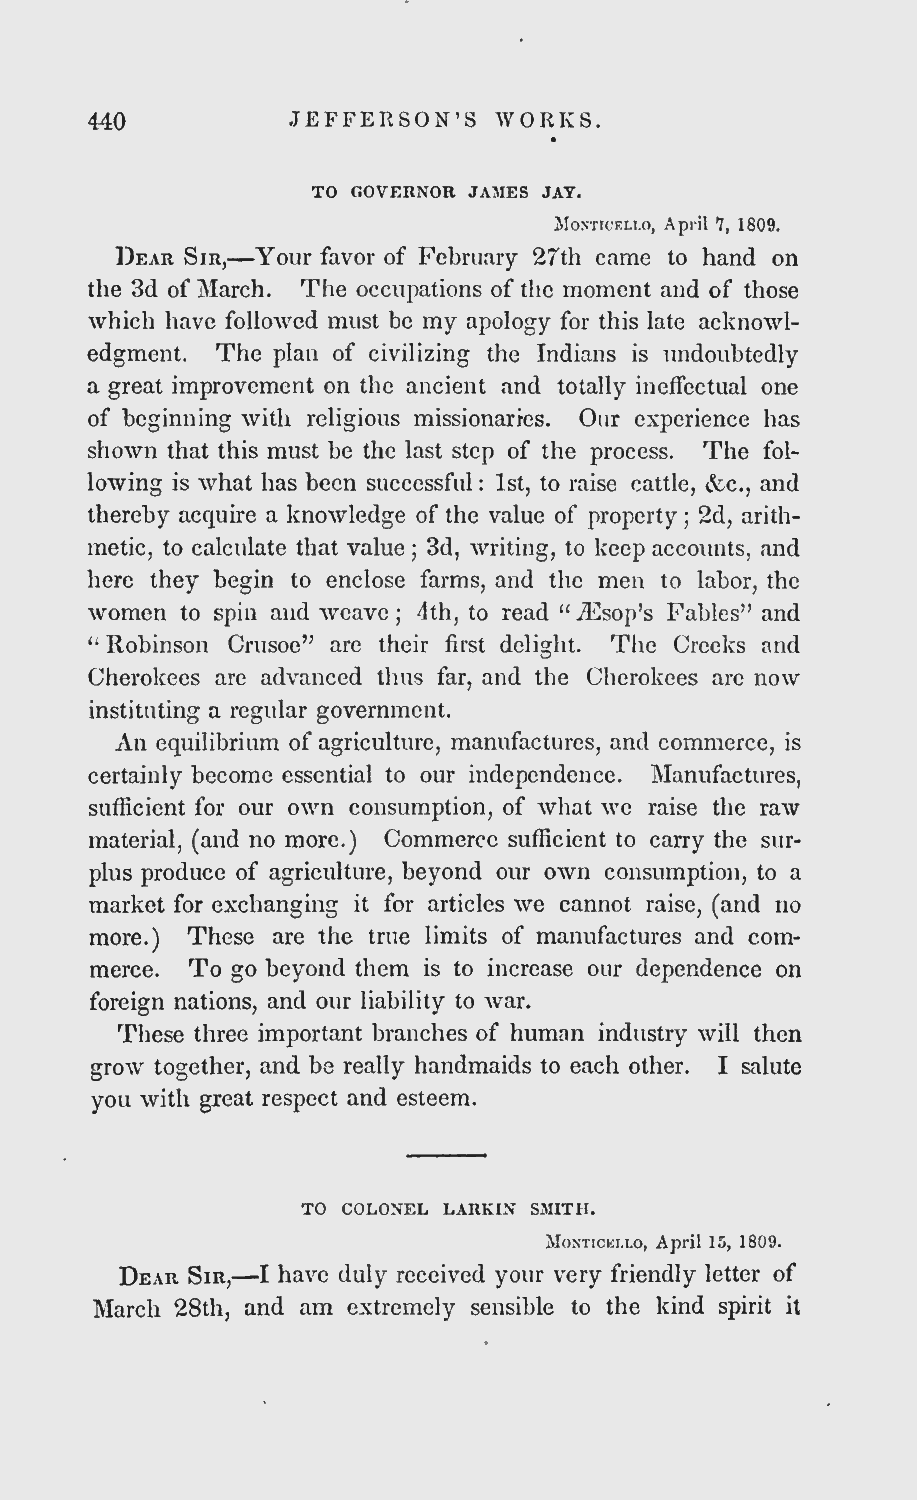 440 JEFFERSON'S WORKS.
TO GOVERNOR JAMES JAY.
Monticello, April 7, 1809.
Dear Sir,—Your favor of February 27th came to hand on
the 3d of March. The occupations of the moment and of those
which have followed must be my apology for this late acknowl-
edgment. The plan of civilizing the Indians is undoubtedly
a great improvement on the ancient and totally ineffectual one
of beginning with religious missionaries. Our experience has
shown that this must be the last step of the process. The fol-
lowing is what has been successful: 1st, to raise cattle, &c., and
thereby acquire a knowledge of the value of property; 2d, arith-
metic, to calculate that value; 3d, writing, to keep accounts, and
here they begin to enclose farms, and the men to labor, the
women to spin and weave; 4th, to read "Æsop's Fables" and
"Robinson Crusoe" are their first delight. The Creeks and
Cherokees are advanced thus far, and the Cherokees are now
instituting a regular government.
An equilibrium of agriculture, manufactures, and commerce, is
certainly become essential to our independence. Manufactures,
sufficient for our own consumption, of what we raise the raw
material, (and no more.) Commerce sufficient to carry the sur-
plus produce of agriculture, beyond our own consumption, to a
market for exchanging it for articles we cannot raise, (and no
more.) These are the true limits of manufactures and com-
merce. To go beyond them is to increase our dependence on
foreign nations, and our liability to war.
These three important branches of human industry will then
grow together, and be really handmaids to each other. I salute
you with great respect and esteem.
TO COLONEL LARKIN SMITH.
Monticello, April 15, 1809.
Dear Sir,—I have duly received your very friendly letter of
March 28th, and am extremely sensible to the kind spirit it